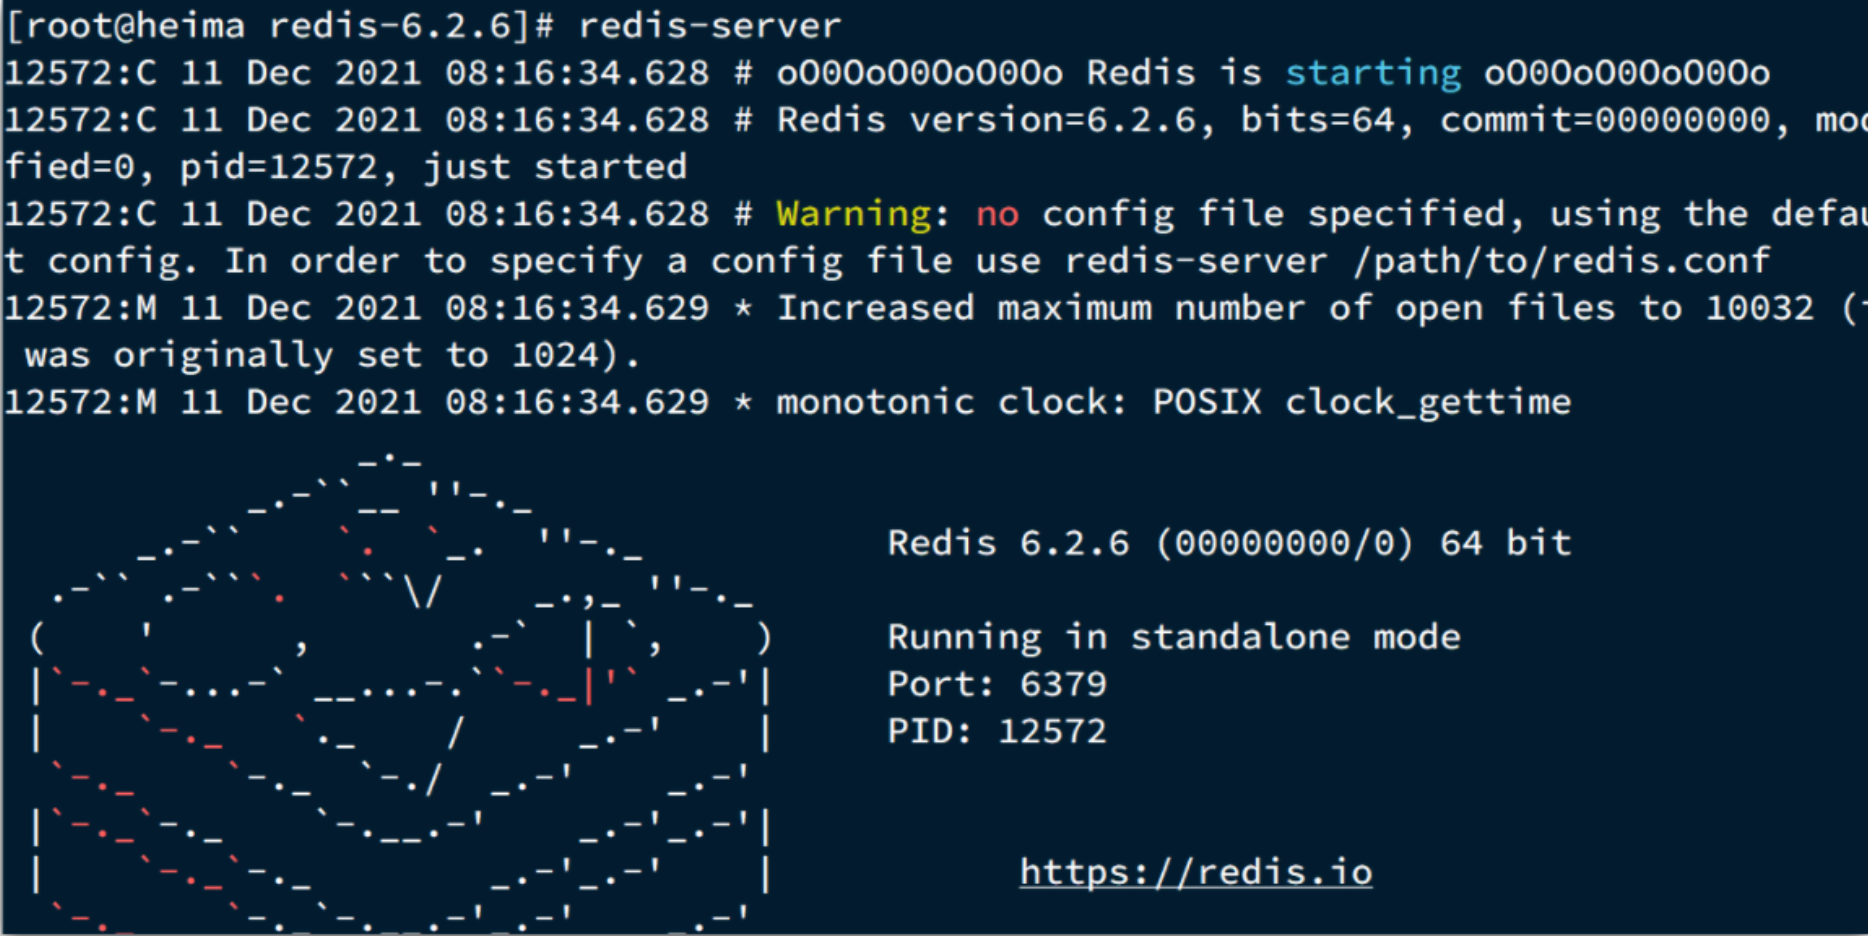 [root@heima redis-6.2.6]# redis-server
12572:C 11 Dec 2021 08:16:34.628 # oO0OoO0OoO0Oo Redis is starting oO0OoO0OoO0Oo
12572:C 11 Dec 2021 08:16:34.628 # Redis version=6.2.6, bits=64, commit=00000000,
fied=0, pid=12572, just started
12572:C 11 Dec 2021 08:16:34.628 # Warning: no config file specified, using the defau
t config. In order to specify a config file use redis-server /path/to/redis.conf
12572:M 11 Dec 2021 08:16:34.629 * Increased maximum number of open files to 10032 (
was originally set to 1024).
12572:M 11 Dec 2021 08:16:34.629 * monotonic clock: POSIX clock_gettime
Redis 6.2.6 (00000000/0) 64 bit
Running in standalone mode
Port: 6379
PID: 12572
https://redis.io